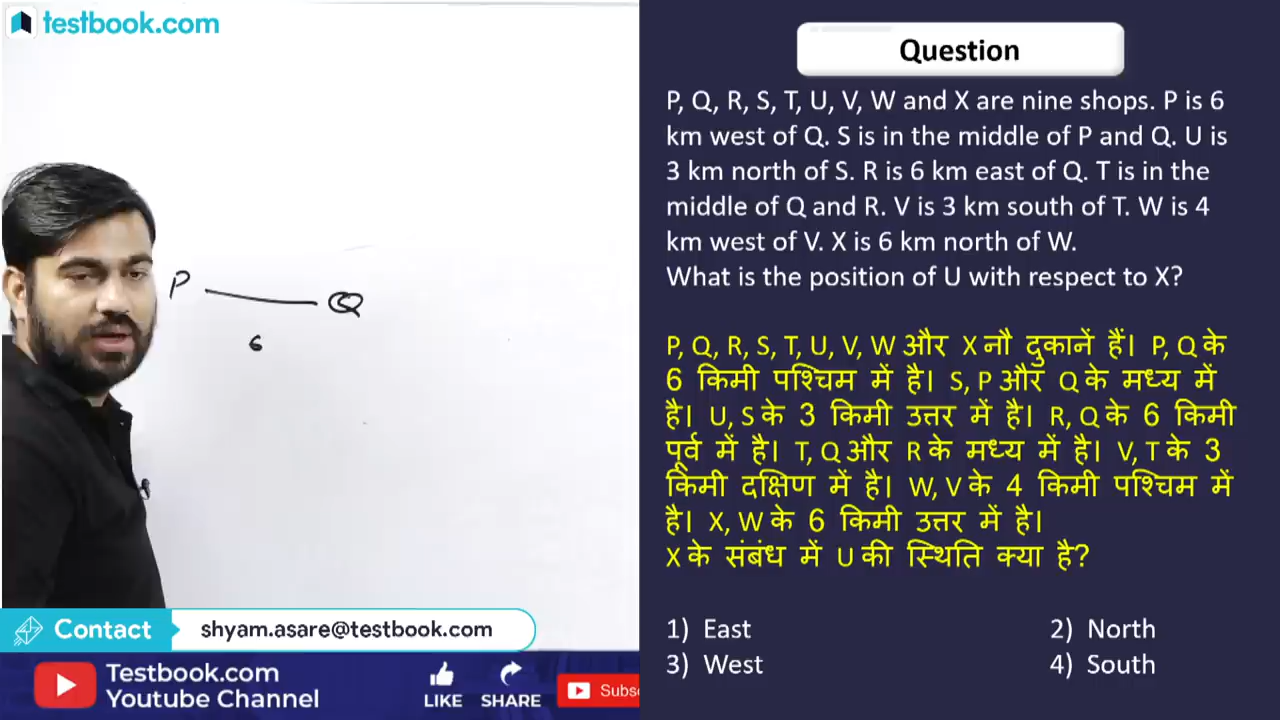 testbook.com
Question
P, Q, R, S, T, U, V, W and X are nine shops. P is 6
km west of Q. S is in the middle of P and Q. U is
3 km north of S. R is 6 km east of Q. T is in the
middle of Q and R. V is 3 km south of T. W is 4
km west of V. X is 6 km north of W.
What is the position of U with respect to X?
P, Q, R, S, T, U, V, W और X नौ दुकानें हैं। P, Q के
6 किमी पश्चिम में है। S, P और Q के मध्य में
है। U, S के 3 किमी उत्तर में है। R, Q के 6 किमी
पूर्व में है। T, Q और R के मध्य में है। V, T के 3
किमी दक्षिण में है। W, V के 4 किमी पश्चिम में
है। X, W के 6 किमी उत्तर में है।
X के संबंध में U की स्थिति क्या है?
1) East
2) North
3) West
4) South
P
Q
6
Contact
shyam.asare@testbook.com
Testbook.com
Youtube Channel
LIKE
SHARE
Subs